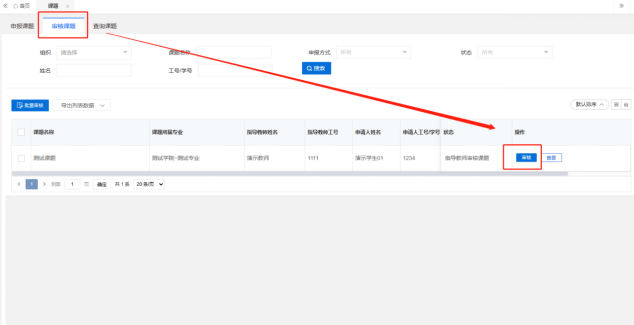 首页 课题 ×
申报课题 审核课题 查询课题
组织 请选择 课题名称 申报方式 所有 状态 所有
姓名 工号/学号 搜索
批量审核 导出列表数据 默认排序
课题名称 课题所属专业 指导教师姓名 指导教师工号 申请人姓名 申请人工号/学号 状态 操作
测试课题 测试学院-测试专业 演示教师 1111 演示学生01 1234 指导教师审核课题 审核 查看
1 到第 1 页 确定 共 1 条 20 条/页